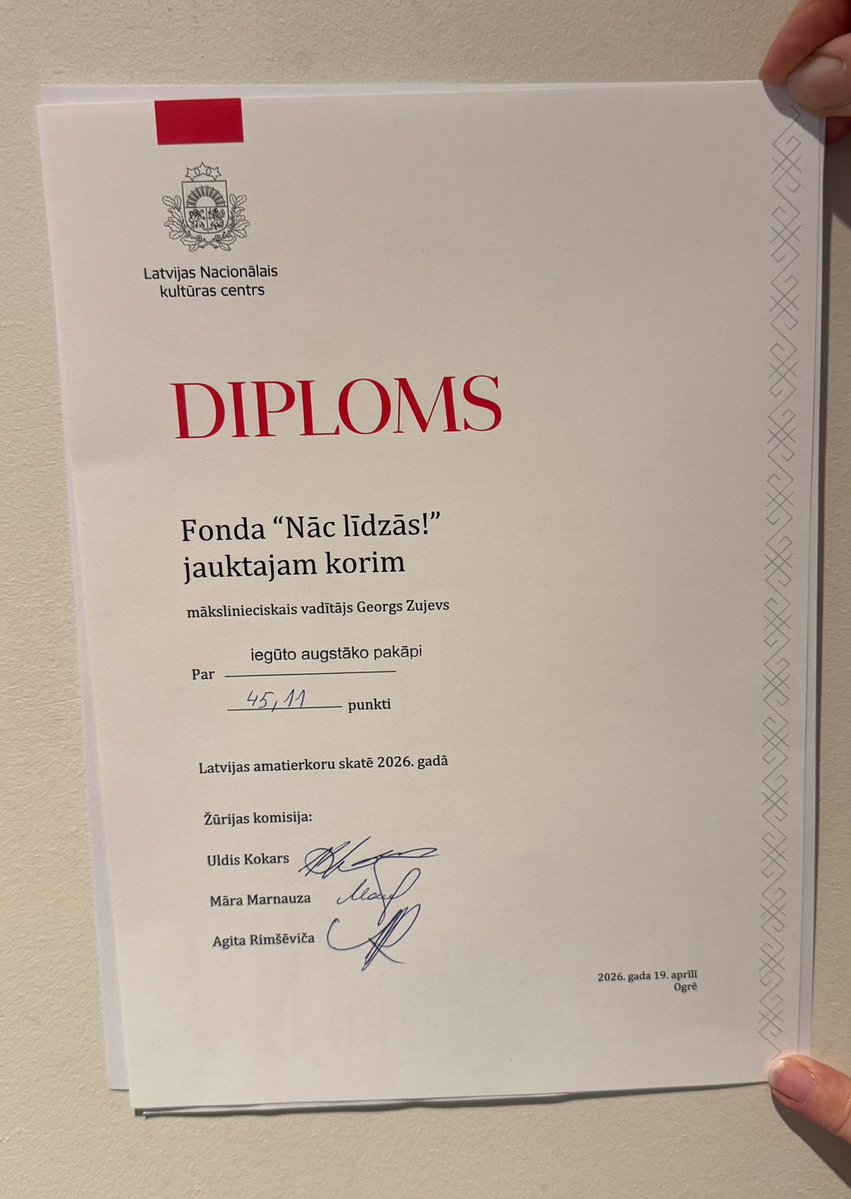 Latvijas Nacionālais
kultūras centrs
DIPLOMS
Fonda “Nāc līdzās!”
jauktajam korim
mākslinieciskais vadītājs Georgs Zujevs
Par iegūto augstāko pakāpi
45,11 punkti
Latvijas amatierkoru skatē 2026. gadā
Žūrijas komisija:
Uldis Kokars
Māra Marnauza
Agita Rimšēviča
2026. gada 19. aprīlī
Ogrē